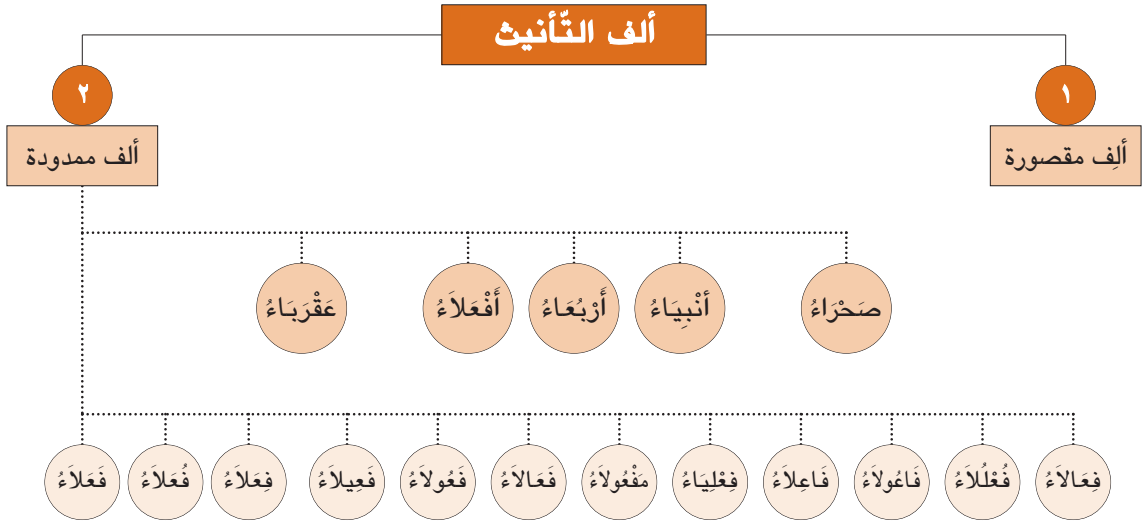 ألف التّأنيث
١
ألِف مقصورة
٢
ألف ممدودة
صَحْرَاءُ
أنْبِيَاءُ
أَرْبُعَاءُ
أَفْعَلاَءُ
عَقْرَبَاءُ
فِعَالاَءُ
فُعْلُلاَءُ
فَاعُولاَءُ
فَاعِلاَءُ
فِعْلِيَاءُ
مَفْعُولاَءُ
فَعَالاَءُ
فَعُولاَءُ
فَعِيلاَءُ
فِعَلاَءُ
فُعَلاَءُ
فَعَلاَءُ